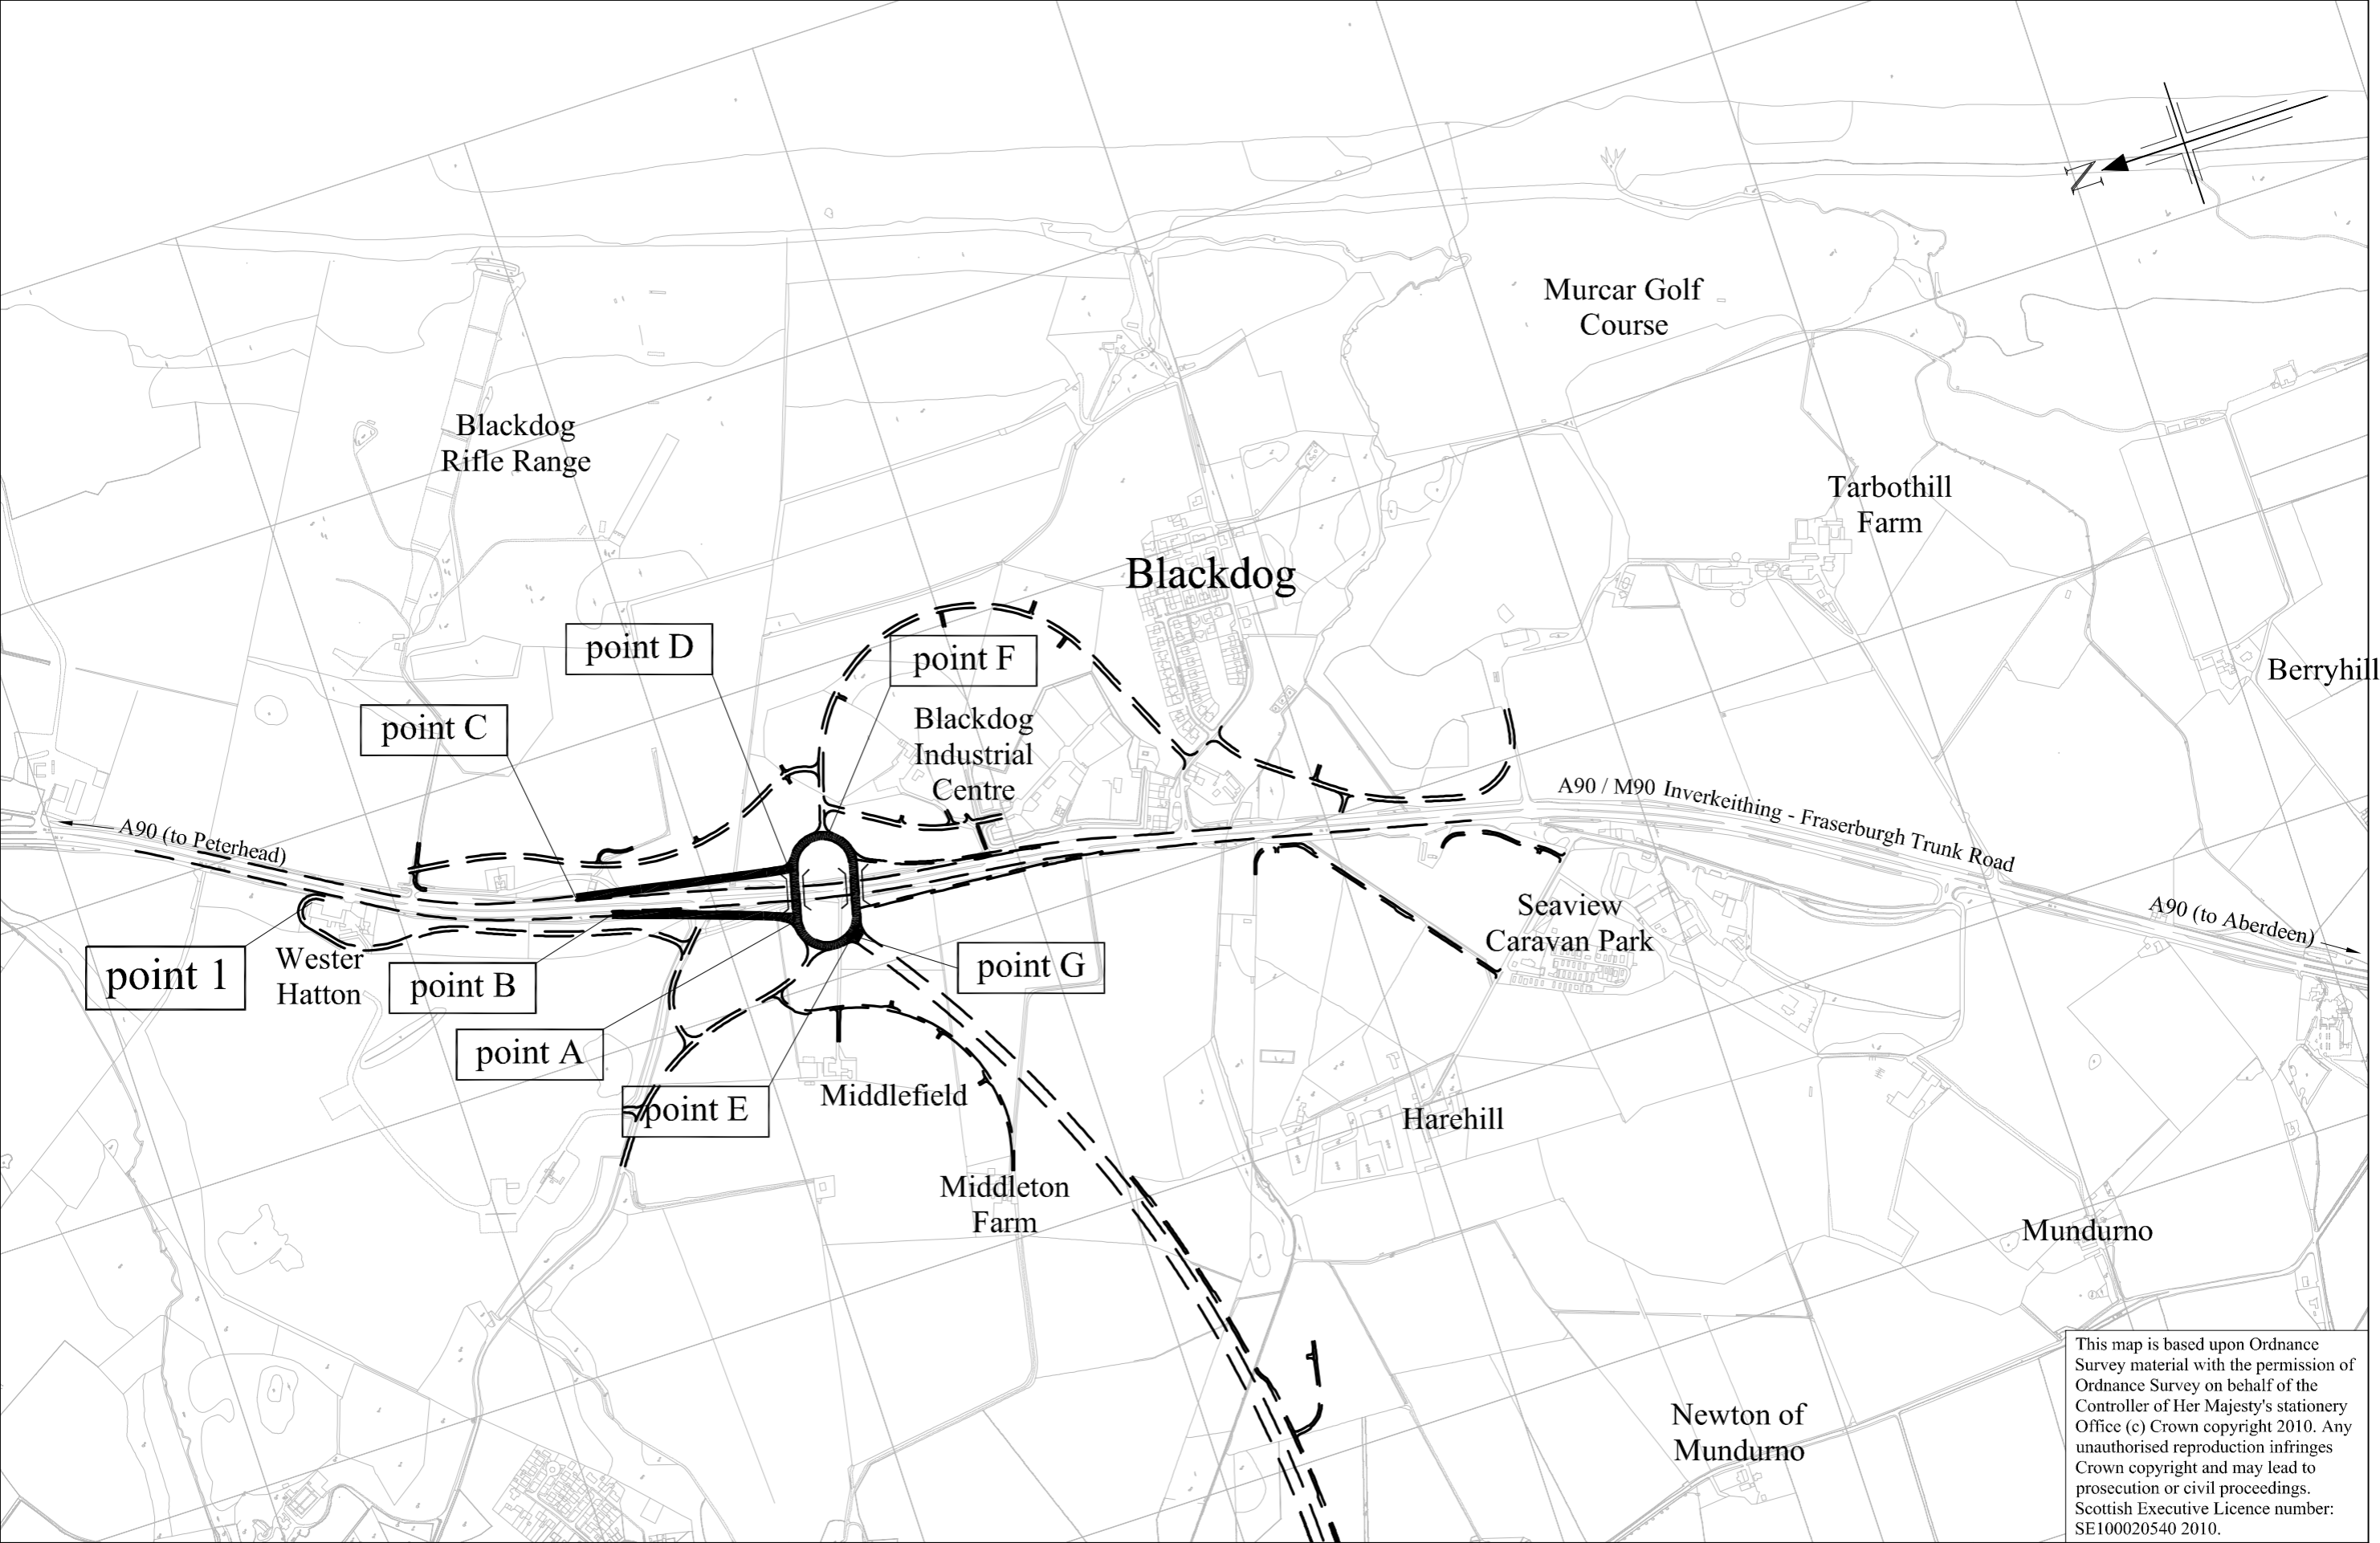 N
Murcar Golf
Course
Blackdog
Rifle Range
Tarbothill
Farm
Blackdog
point D
point F
Berryhill
point C
Blackdog
Industrial
Centre
A90 / M90 Inverkeithing - Fraserburgh Trunk Road
A90 (to Peterhead)
Seaview
Caravan Park
A90 (to Aberdeen)
point 1
Wester
Hatton
point B
point G
point A
Middlefield
point E
Harehill
Middleton
Farm
Mundurno
Newton of
Mundurno
This map is based upon Ordnance
Survey material with the permission of
Ordnance Survey on behalf of the
Controller of Her Majesty's stationery
Office (c) Crown copyright 2010. Any
unauthorised reproduction infringes
Crown copyright and may lead to
prosecution or civil proceedings.
Scottish Executive Licence number:
SE100020540 2010.